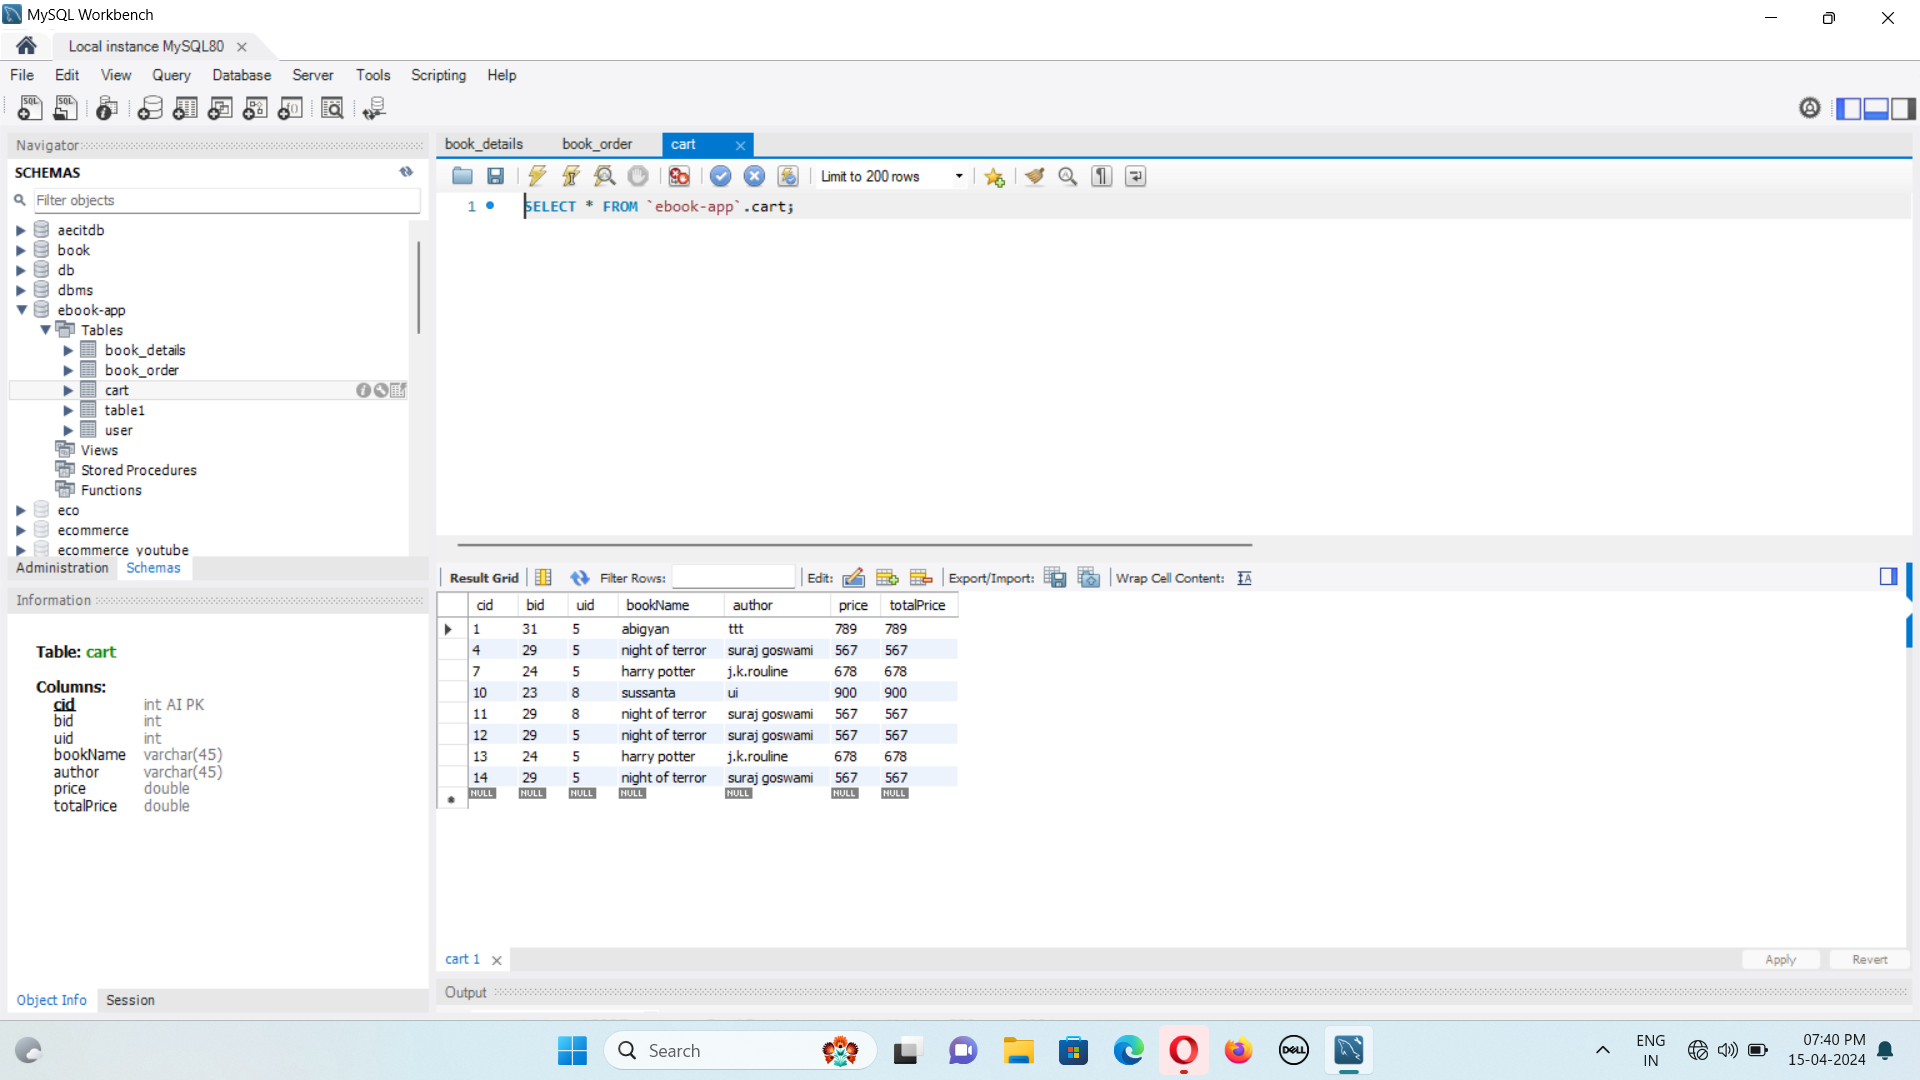 MySQL Workbench
Local instance MySQL80
File Edit View Query Database Server Tools Scripting Help
Navigator
SCHEMAS
Filter objects
aecitdb
book
db
dbms
ebook-app
Tables
book_details
book_order
cart
table1
user
Views
Stored Procedures
Functions
eco
ecommerce
ecommerce_youtube
Administration Schemas
Information
Table: cart
Columns:
cid int AI PK
bid int
uid int
bookName varchar(45)
author varchar(45)
price double
totalPrice double
Object Info Session
book_details book_order cart
Limit to 200 rows
1 SELECT * FROM `ebook-app`.cart;
Result Grid Filter Rows: Edit: Export/Import: Wrap Cell Content:
cid bid uid bookName author price totalPrice
1 31 5 abigyan ttt 789 789
4 29 5 night of terror suraj goswami 567 567
7 24 5 harry potter j.k.rouline 678 678
10 23 8 sussanta ui 900 900
11 29 8 night of terror suraj goswami 567 567
12 29 5 night of terror suraj goswami 567 567
13 24 5 harry potter j.k.rouline 678 678
14 29 5 night of terror suraj goswami 567 567
NULL NULL NULL NULL NULL NULL NULL
cart 1
Apply Revert
Output
Search
DELL
ENG
IN
07:40 PM
15-04-2024